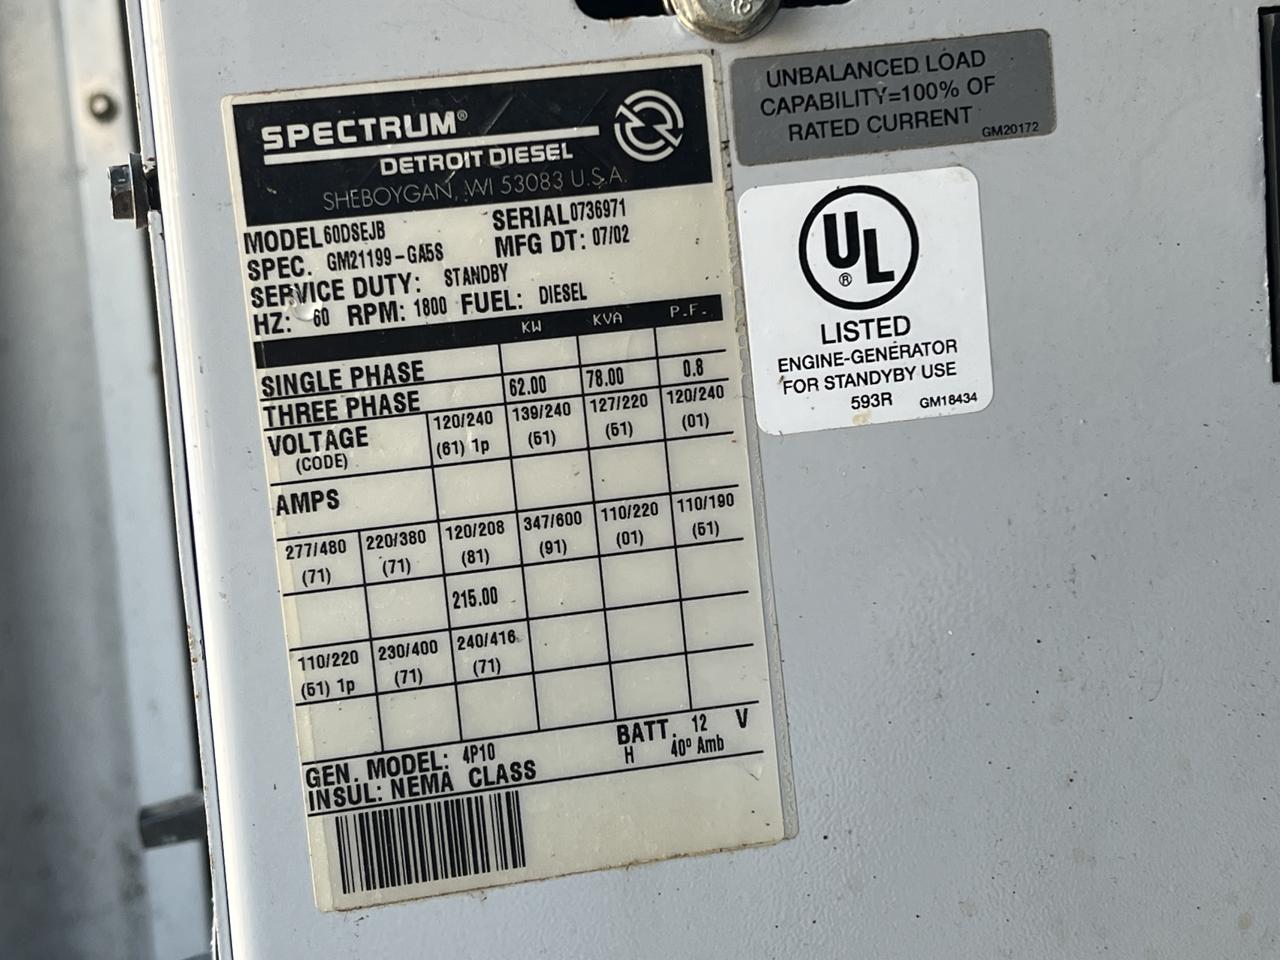 SPECTRUM®
DETROIT DIESEL
SHEBOYGAN, WI 53083 U.S.A.
MODEL 60DSEJB SERIAL 0736971
SPEC. GM21199-GA5S MFG DT: 07/02
SERVICE DUTY: STANDBY
HZ: 60 RPM: 1800 FUEL: DIESEL
KW KVA P.F.
SINGLE PHASE
THREE PHASE 62.00 78.00 0.8
VOLTAGE 120/240 139/240 127/220 120/240
(CODE) (61) 1p (51) (51) (01)
AMPS
277/480 220/380 120/208 347/600 110/220 110/190
(71) (71) (81) (91) (01) (51)
215.00
110/220 230/400 240/416
(51) 1p (71) (71)
GEN. MODEL: 4P10 BATT. 12 V
INSUL: NEMA CLASS H 40° Amb
UNBALANCED LOAD
CAPABILITY=100% OF
RATED CURRENT GM20172
UL®
LISTED
ENGINE-GENERATOR
FOR STANDYBY USE
593R GM18434